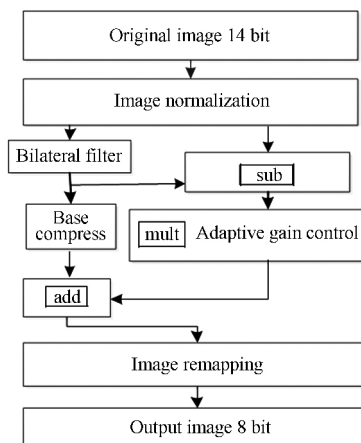 Original image 14 bit
Image normalization
Bilateral filter
sub
Base
compress
mult Adaptive gain control
add
Image remapping
Output image 8 bit